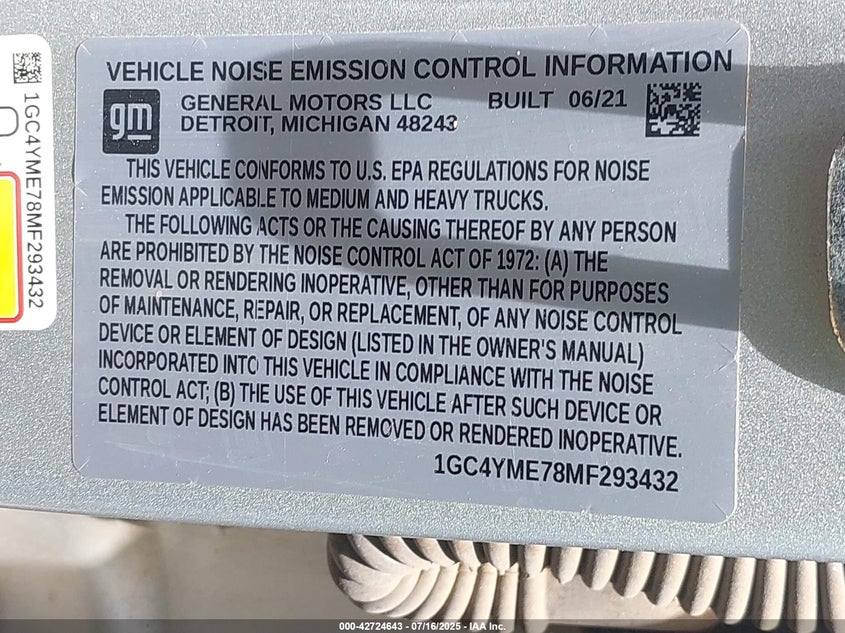 VEHICLE NOISE EMISSION CONTROL INFORMATION
gm
GENERAL MOTORS LLC BUILT 06/21
DETROIT, MICHIGAN 48243
THIS VEHICLE CONFORMS TO U.S. EPA REGULATIONS FOR NOISE
EMISSION APPLICABLE TO MEDIUM AND HEAVY TRUCKS.
THE FOLLOWING ACTS OR THE CAUSING THEREOF BY ANY PERSON
ARE PROHIBITED BY THE NOISE CONTROL ACT OF 1972: (A) THE
REMOVAL OR RENDERING INOPERATIVE, OTHER THAN FOR PURPOSES
OF MAINTENANCE, REPAIR, OR REPLACEMENT, OF ANY NOISE CONTROL
DEVICE OR ELEMENT OF DESIGN (LISTED IN THE OWNER'S MANUAL)
INCORPORATED INTO THIS VEHICLE IN COMPLIANCE WITH THE NOISE
CONTROL ACT; (B) THE USE OF THIS VEHICLE AFTER SUCH DEVICE OR
ELEMENT OF DESIGN HAS BEEN REMOVED OR RENDERED INOPERATIVE.
1GC4YME78MF293432
1GC4YME78MF293432
000-42724643 - 07/16/2025 - IAA Inc.